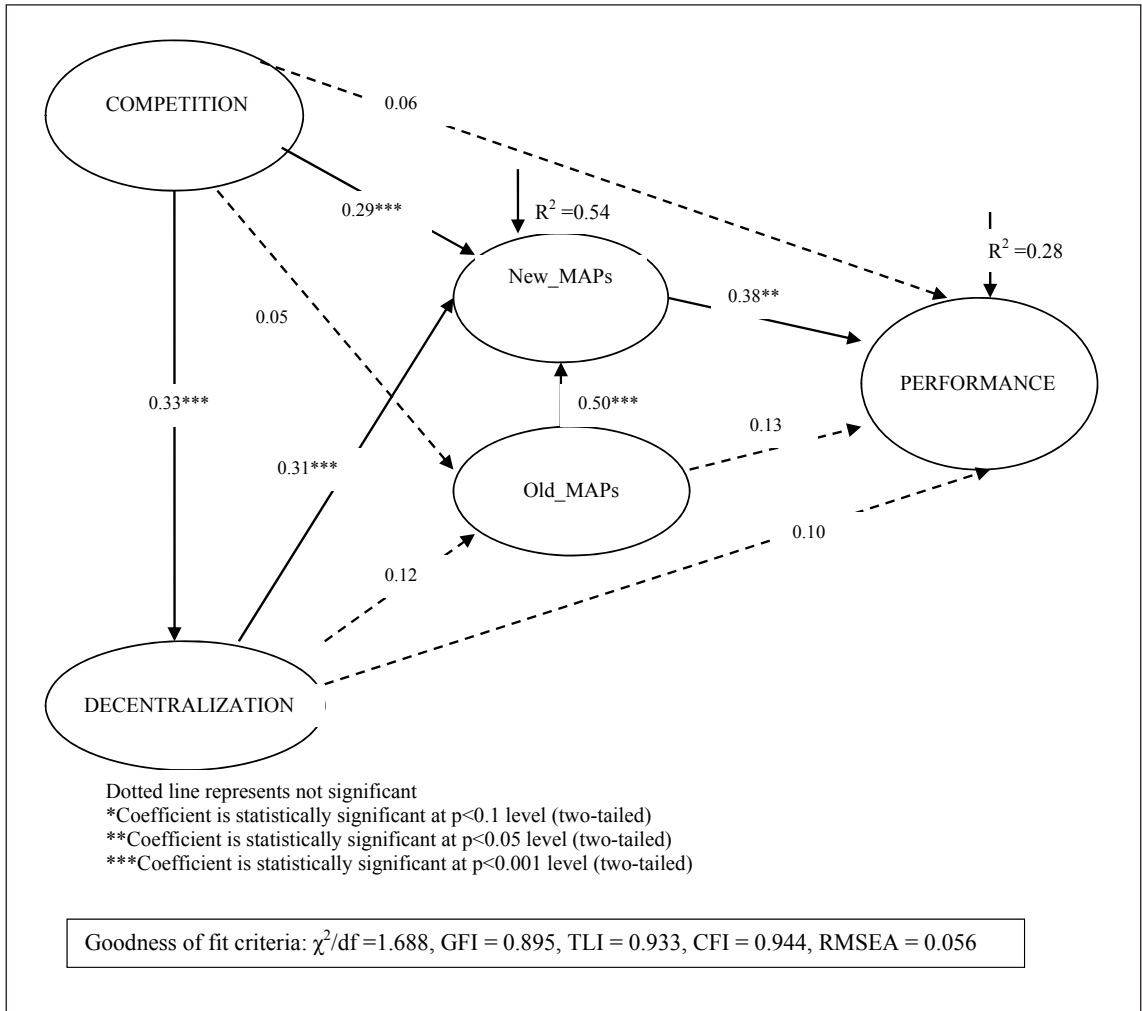 COMPETITION
0.06
0.29***
R² =0.54
R² =0.28
New_MAPs
0.38**
0.05
PERFORMANCE
0.33***
0.50***
0.13
0.31***
Old_MAPs
0.10
0.12
DECENTRALIZATION
Dotted line represents not significant
*Coefficient is statistically significant at p<0.1 level (two-tailed)
**Coefficient is statistically significant at p<0.05 level (two-tailed)
***Coefficient is statistically significant at p<0.001 level (two-tailed)
Goodness of fit criteria: χ²/df =1.688, GFI = 0.895, TLI = 0.933, CFI = 0.944, RMSEA = 0.056